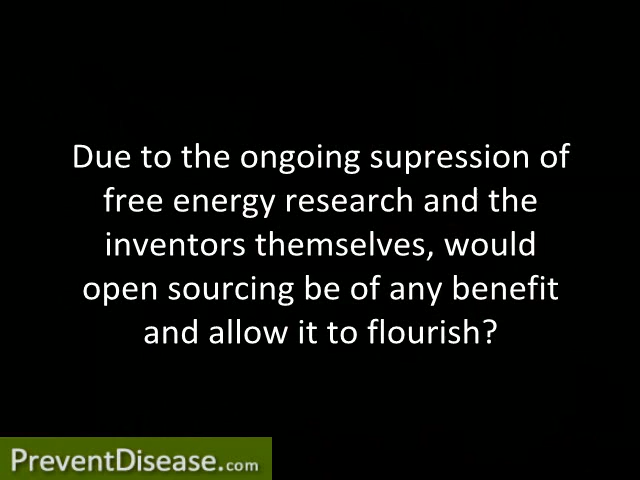 Due to the ongoing supression of
free energy research and the
inventors themselves, would
open sourcing be of any benefit
and allow it to flourish?
PreventDisease.com